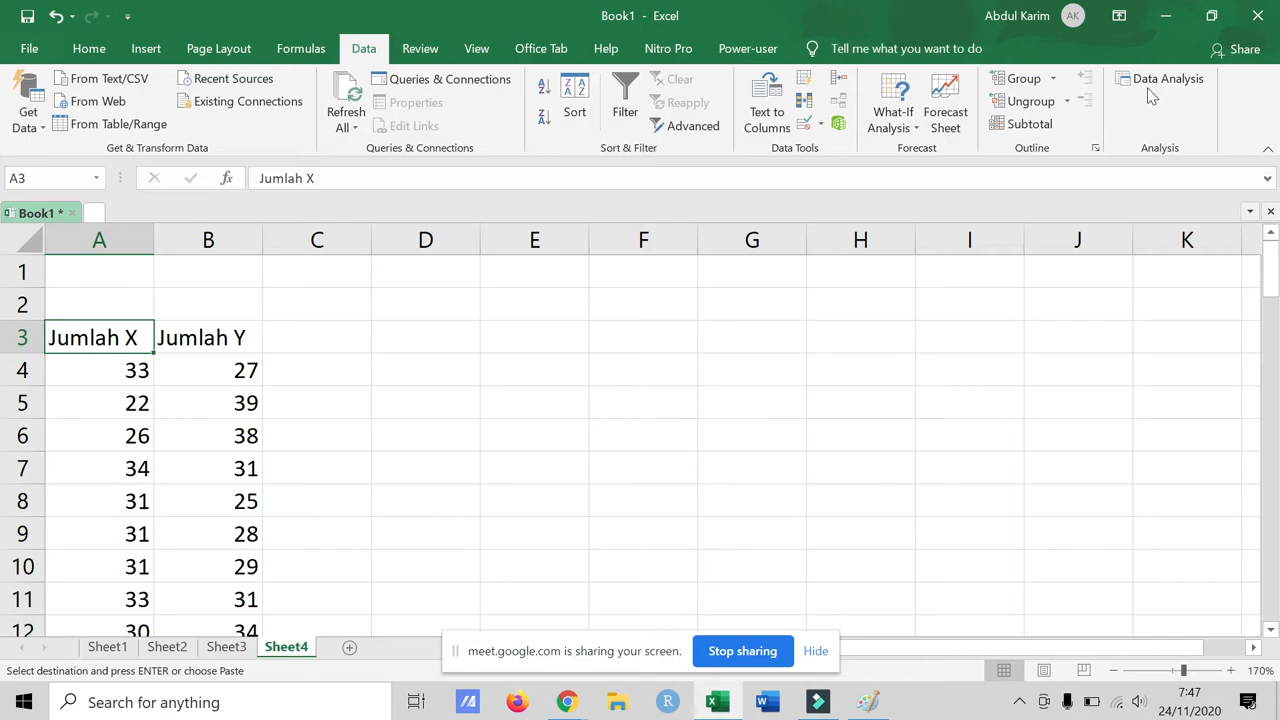 Book1 - Excel
Abdul Karim
AK
File
Home
Insert
Page Layout
Formulas
Data
Review
View
Office Tab
Help
Nitro Pro
Power-user
Tell me what you want to do
Share
Get Data
From Text/CSV
From Web
From Table/Range
Recent Sources
Existing Connections
Get & Transform Data
Refresh All
Queries & Connections
Properties
Edit Links
Queries & Connections
Sort
Filter
Clear
Reapply
Advanced
Sort & Filter
Text to Columns
Data Tools
What-If Analysis
Forecast Sheet
Forecast
Group
Ungroup
Subtotal
Outline
Data Analysis
Analysis
A3
fx
Jumlah X
Book1 *
A B C D E F G H I J K
1
2
3 Jumlah X Jumlah Y
4 33 27
5 22 39
6 26 38
7 34 31
8 31 25
9 31 28
10 31 29
11 33 31
12 30 34
Sheet1 Sheet2 Sheet3 Sheet4
meet.google.com is sharing your screen.
Stop sharing
Hide
Select destination and press ENTER or choose Paste
170%
Search for anything
7:47
24/11/2020